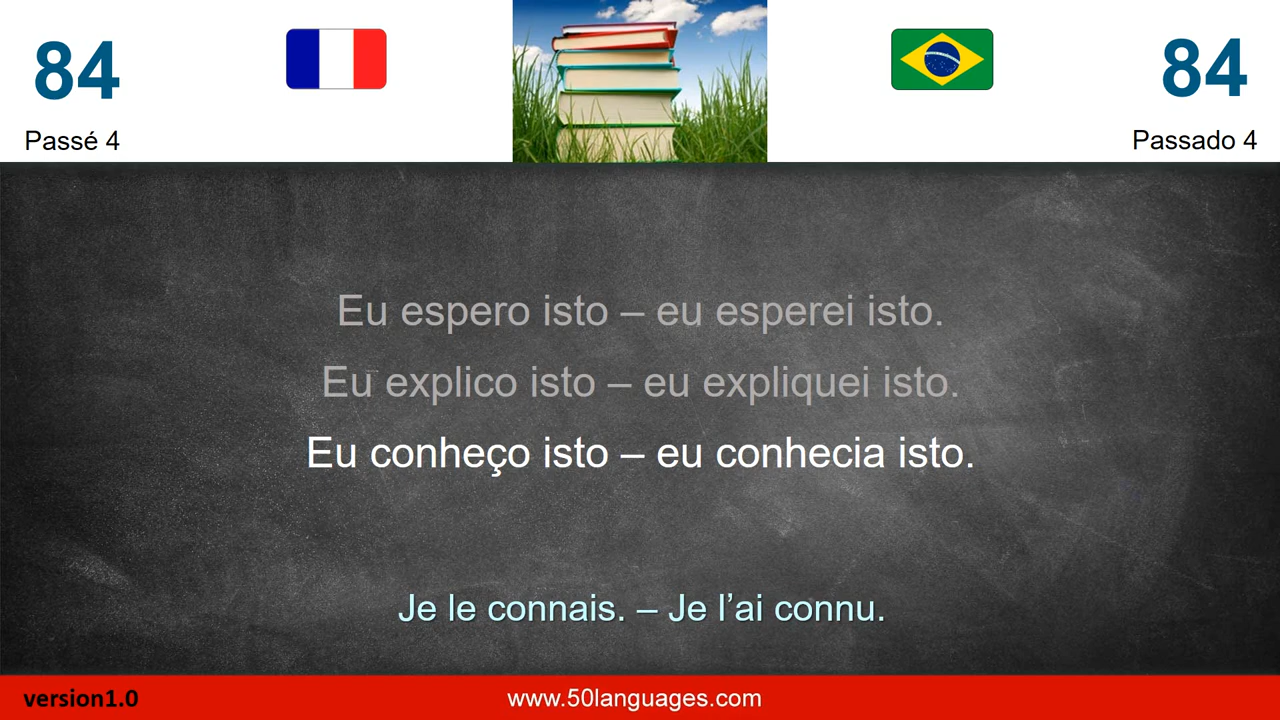 84
84
Passé 4
Passado 4
Eu espero isto – eu esperei isto.
Eu explico isto – eu expliquei isto.
Eu conheço isto – eu conhecia isto.
Je le connais. – Je l’ai connu.
version1.0
www.50languages.com